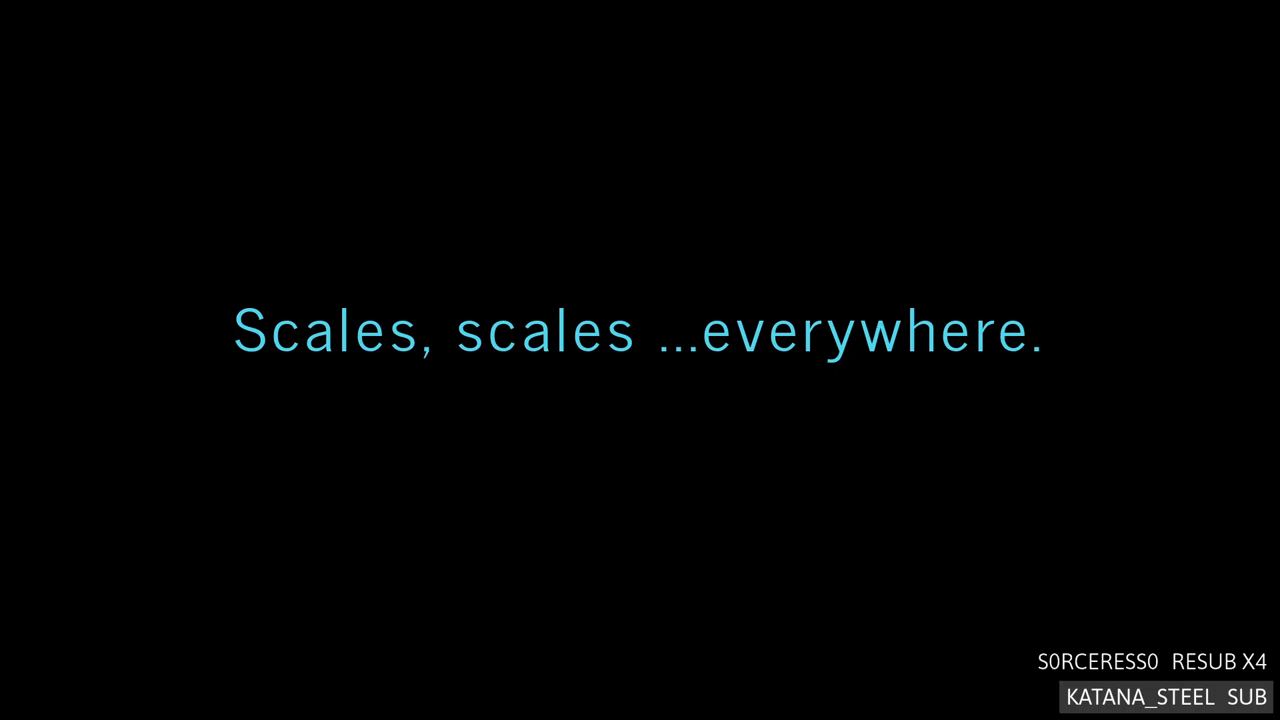 Scales, scales ...everywhere.
S0RCERESS0 RESUB X4
KATANA_STEEL SUB